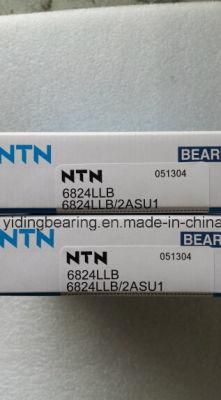 NTN
BEAR
NTN
051304
6824LLB
6824LLB/2ASU1
yidingbearing.en.made-in-china
NTN
BEAR
NTN
051304
6824LLB
6824LLB/2ASU1